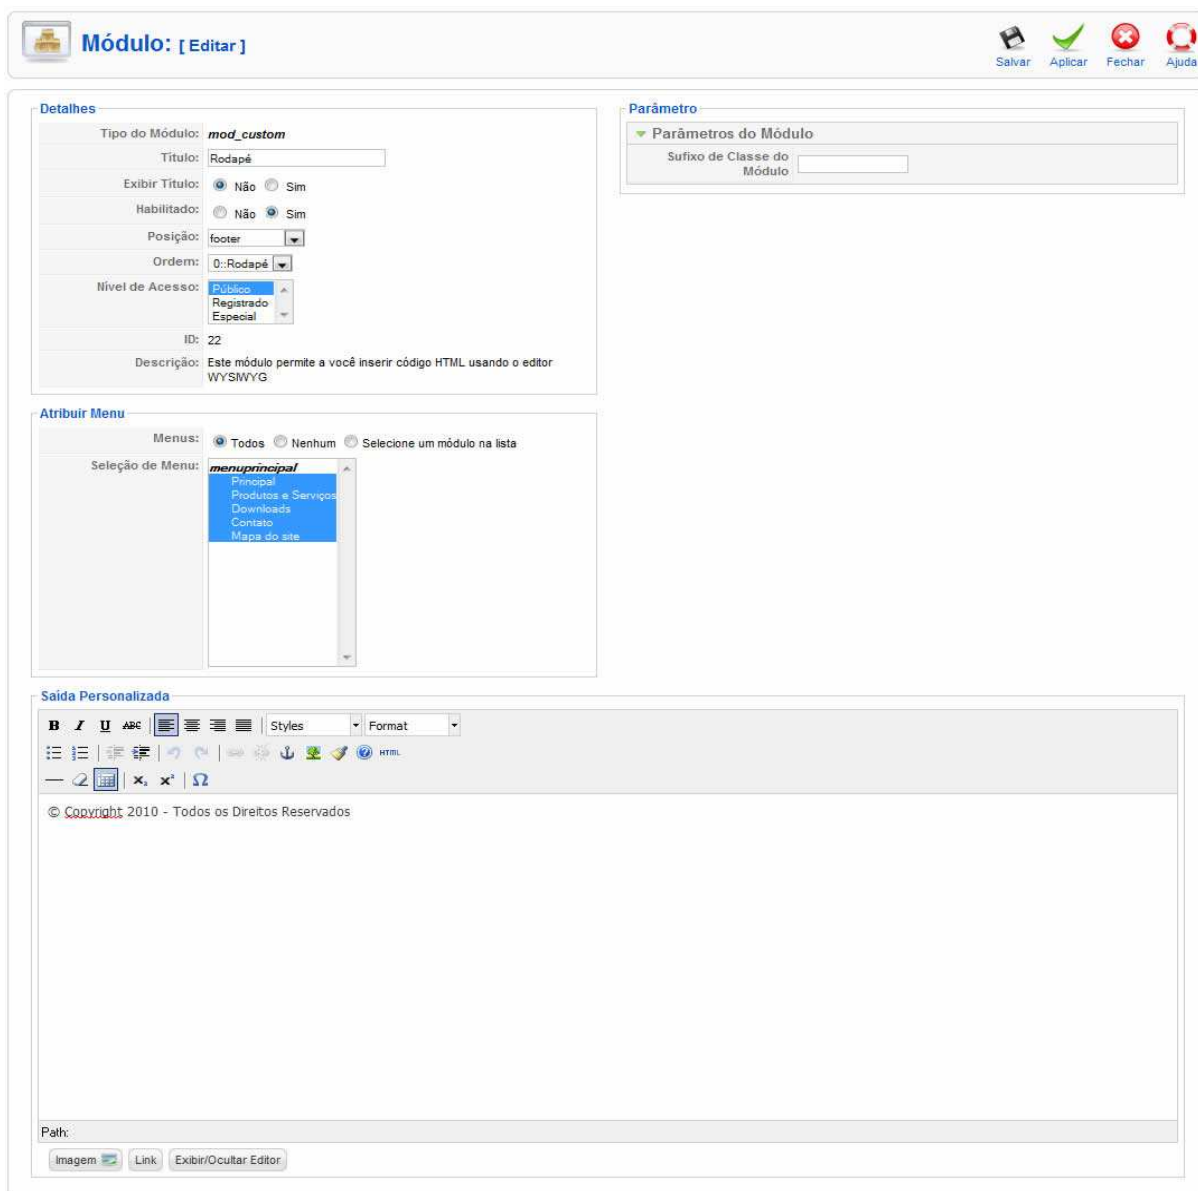 Módulo: [ Editar ]
Salvar Aplicar Fechar Ajuda
Detalhes
Tipo do Módulo: mod_custom
Título: Rodapé
Exibir Título: Não Sim
Habilitado: Não Sim
Posição: footer
Ordem: 0::Rodapé
Nível de Acesso: Público
Registrado
Especial
ID: 22
Descrição: Este módulo permite a você inserir código HTML usando o editor
WYSIWYG
Parâmetro
Parâmetros do Módulo
Sufixo de Classe do
Módulo
Atribuir Menu
Menus: Todos Nenhum Selecione um módulo na lista
Seleção de Menu: menuprincipal
Principal
Produtos e Serviços
Downloads
Contato
Mapa do site
Saída Personalizada
B I U ABC Styles Format
HTML
x₂ x² Ω
© Copyright 2010 - Todos os Direitos Reservados
Path:
Imagem Link Exibir/Ocultar Editor